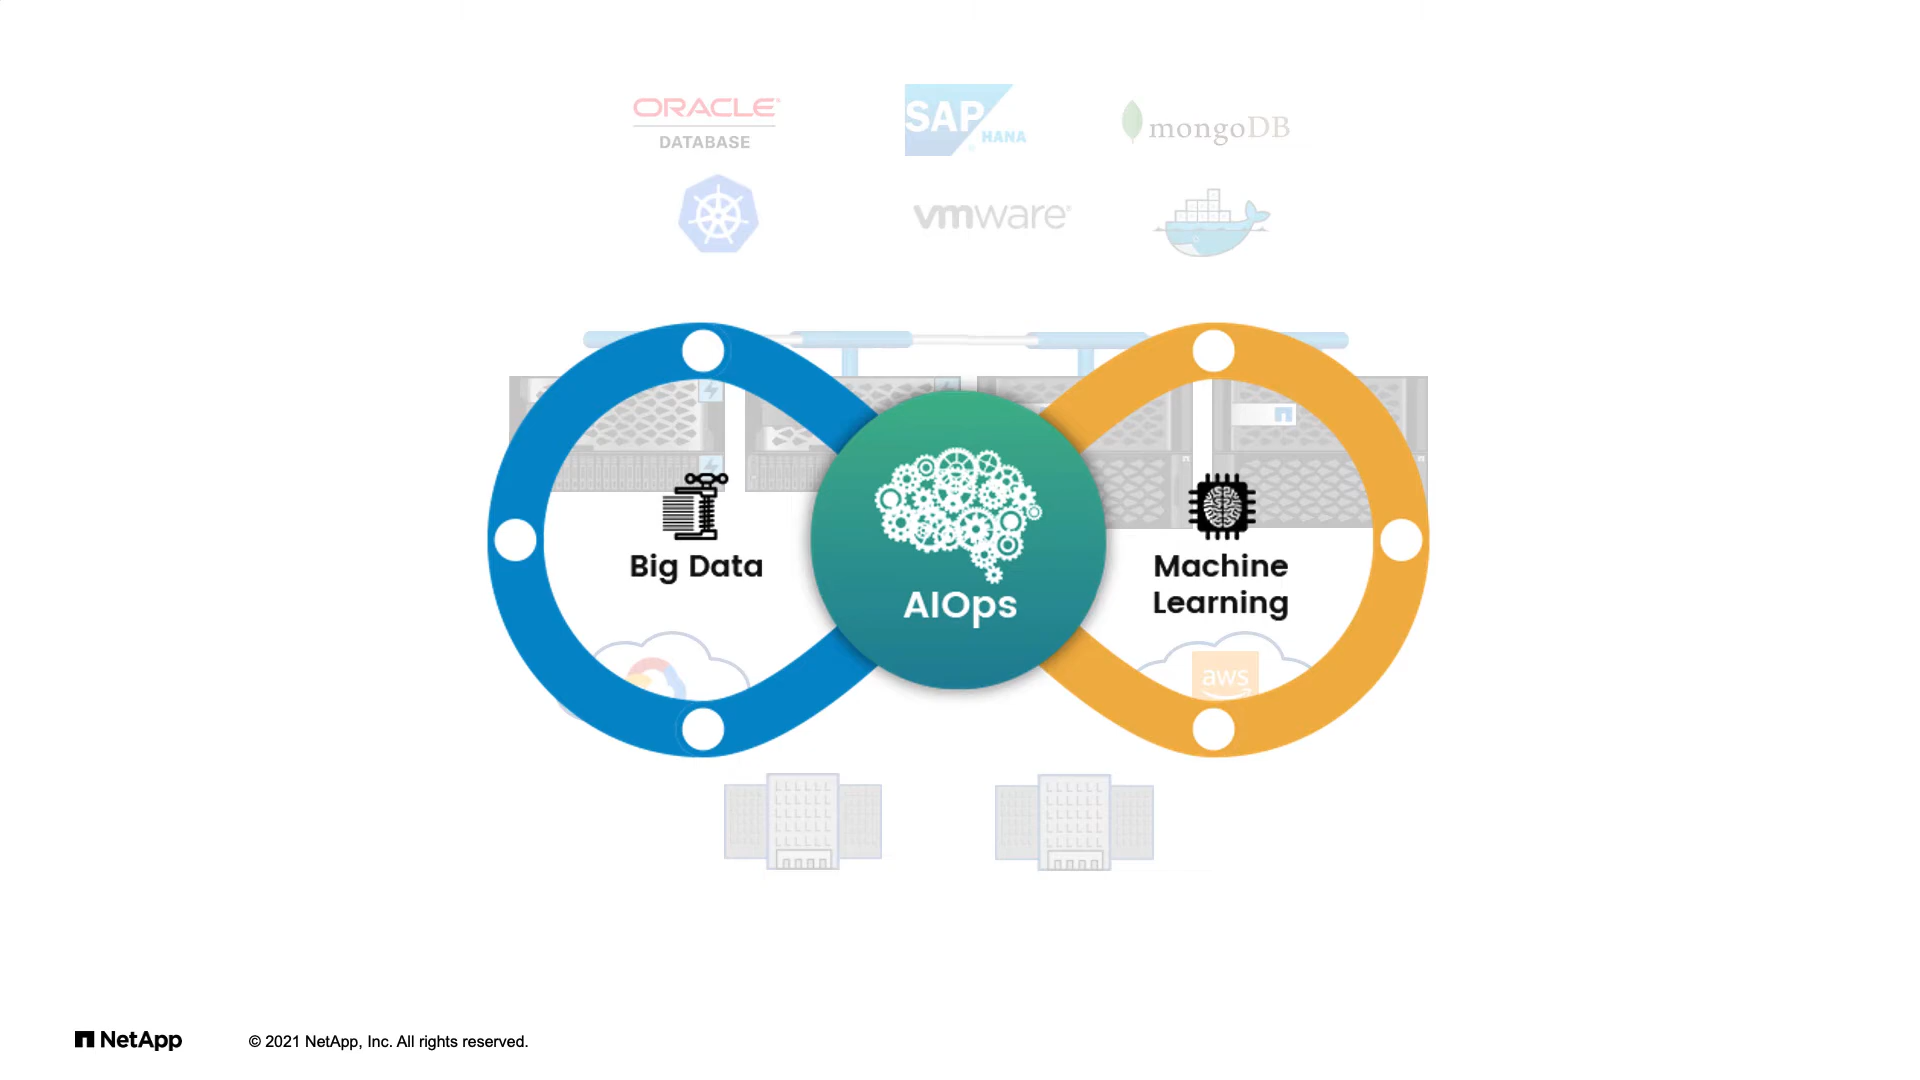 ORACLE
DATABASE
SAP
HANA
mongoDB
vmware
Big Data
AIOps
Machine
Learning
aws
NetApp
© 2021 NetApp, Inc. All rights reserved.